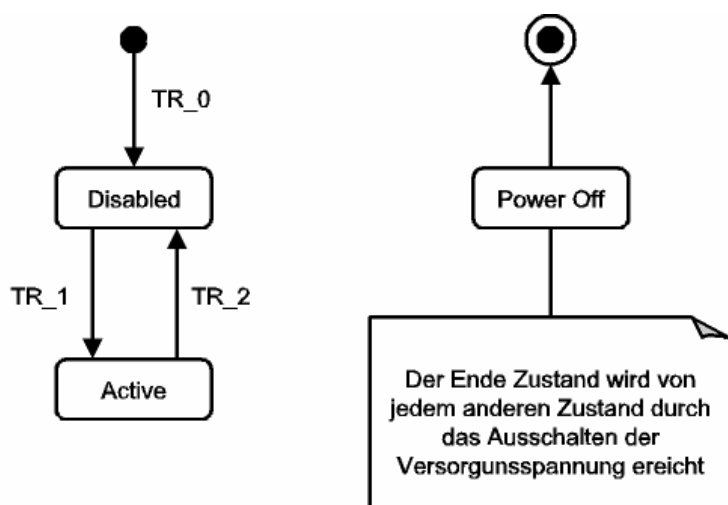 TR_0
Disabled
TR_1
TR_2
Active
Power Off
Der Ende Zustand wird von
jedem anderen Zustand durch
das Ausschalten der
Versorgunsspannung ereicht